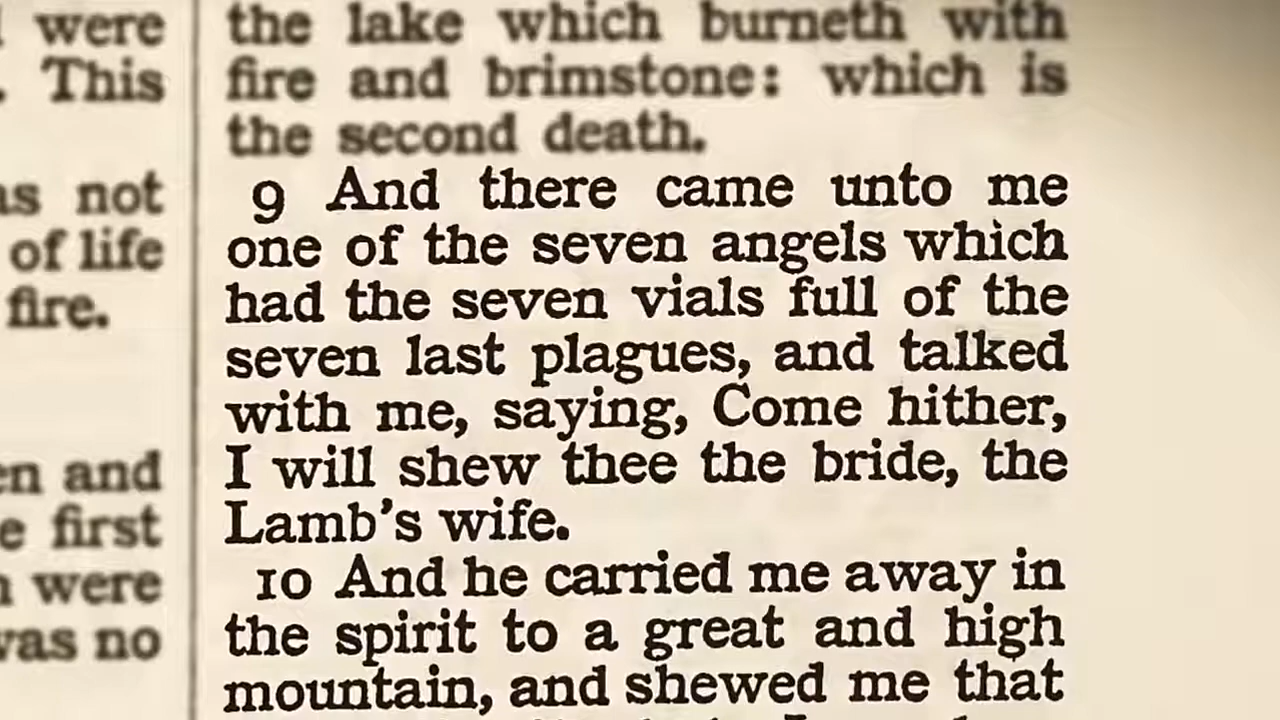 were
This
as not
of life
fire.
en and
e first
were
was no
the lake which burneth with
fire and brimstone: which is
the second death.
9 And there came unto me
one of the seven angels which
had the seven vials full of the
seven last plagues, and talked
with me, saying, Come hither,
I will shew thee the bride, the
Lamb's wife.
10 And he carried me away in
the spirit to a great and high
mountain, and shewed me that